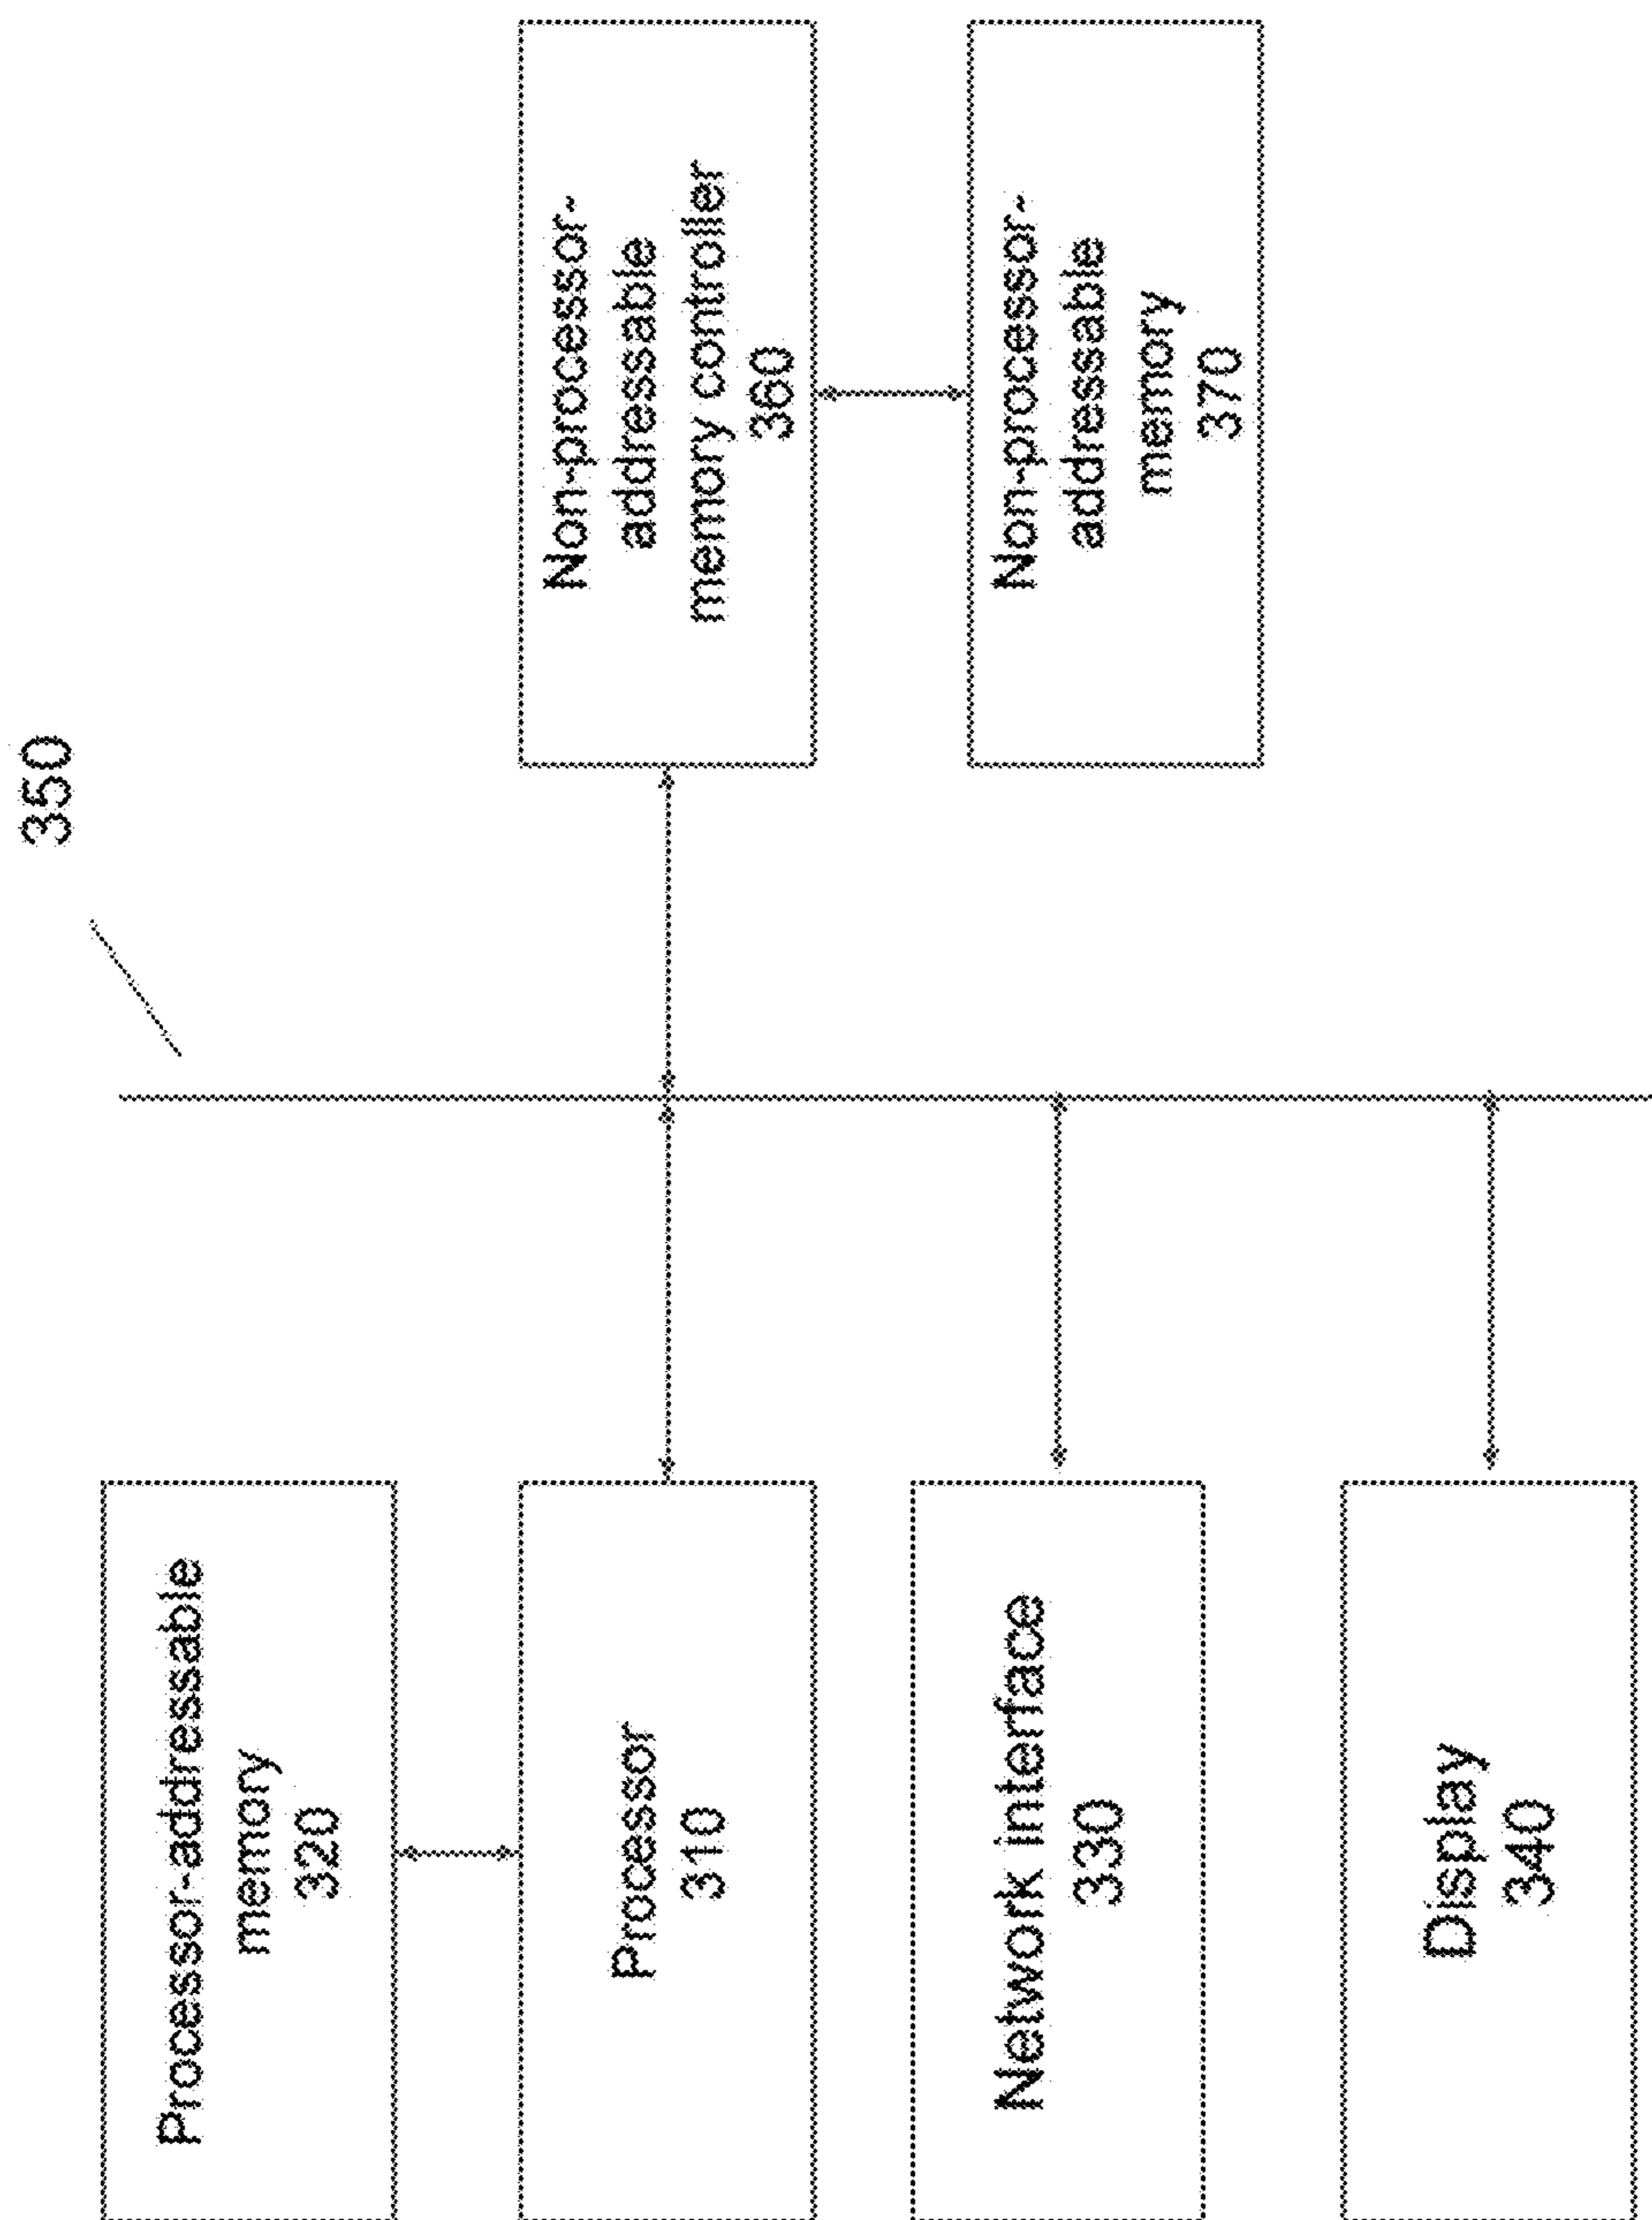 350
Processor-addressable
memory
320
Processor
310
Network interface
330
Display
340
Non-processor-
addressable
memory controller
360
Non-processor-
addressable
memory
370